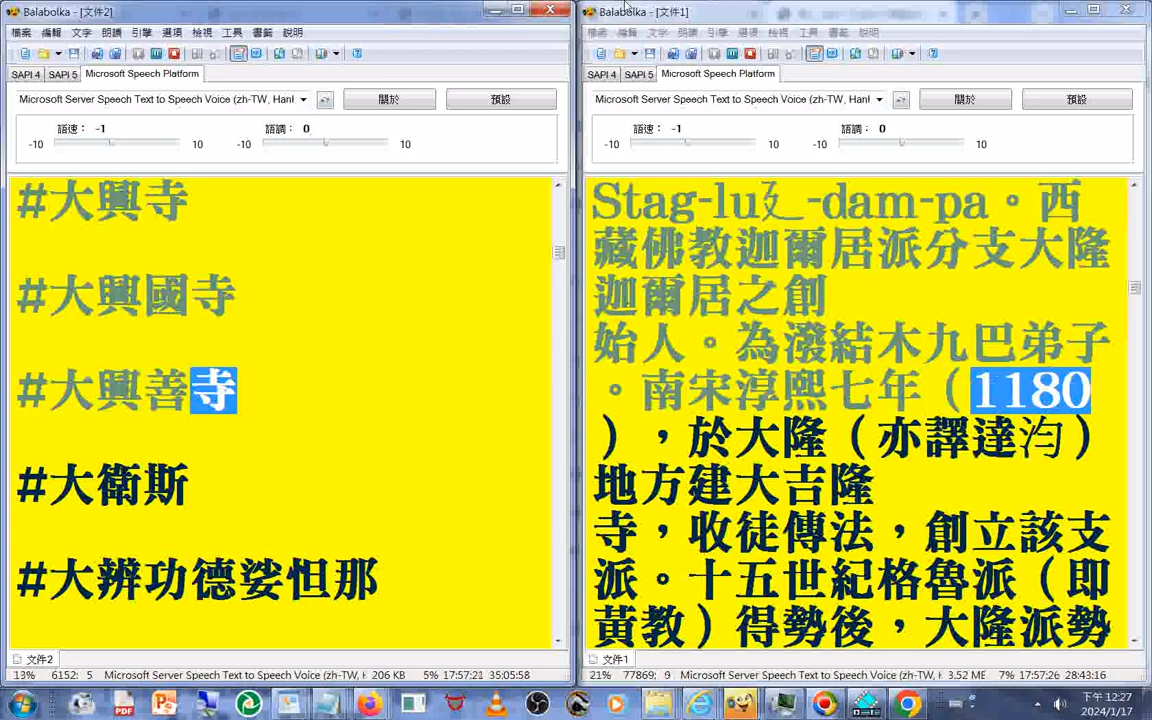 Balabolka - [文件2]
檔案 編輯 文字 朗讀 引擎 選項 檢視 工具 書籤 說明
SAPI 4 SAPI 5 Microsoft Speech Platform
Microsoft Server Speech Text to Speech Voice (zh-TW, Hanl
關於
預設
語速： -1
語調： 0
-10 10 -10 10
#大興寺
#大興國寺
#大興善寺
#大衛斯
#大辨功德娑怛那
文件2
13% 6152: 5 Microsoft Server Speech Text to Speech Voice (zh-TW, H 206 KB 5% 17:57:21 35:05:58
Balabolka - [文件1]
檔案 編輯 文字 朗讀 引擎 選項 檢視 工具 書籤 說明
SAPI 4 SAPI 5 Microsoft Speech Platform
Microsoft Server Speech Text to Speech Voice (zh-TW, Hanl
關於
預設
語速： -1
語調： 0
-10 10 -10 10
Stag-lu廴-dam-pa。西
藏佛教迦爾居派分支大隆
迦爾居之創
始人。為潑結木九巴弟子
。南宋淳熙七年（1180
），於大隆（亦譯達汮）
地方建大吉隆
寺，收徒傳法，創立該支
派。十五世紀格魯派（即
黃教）得勢後，大隆派勢
文件1
21% 77869: 9 Microsoft Server Speech Text to Speech Voice (zh-TW, H 3.52 ME 7% 17:57:26 28:43:16
下午 12:27
2024/1/17